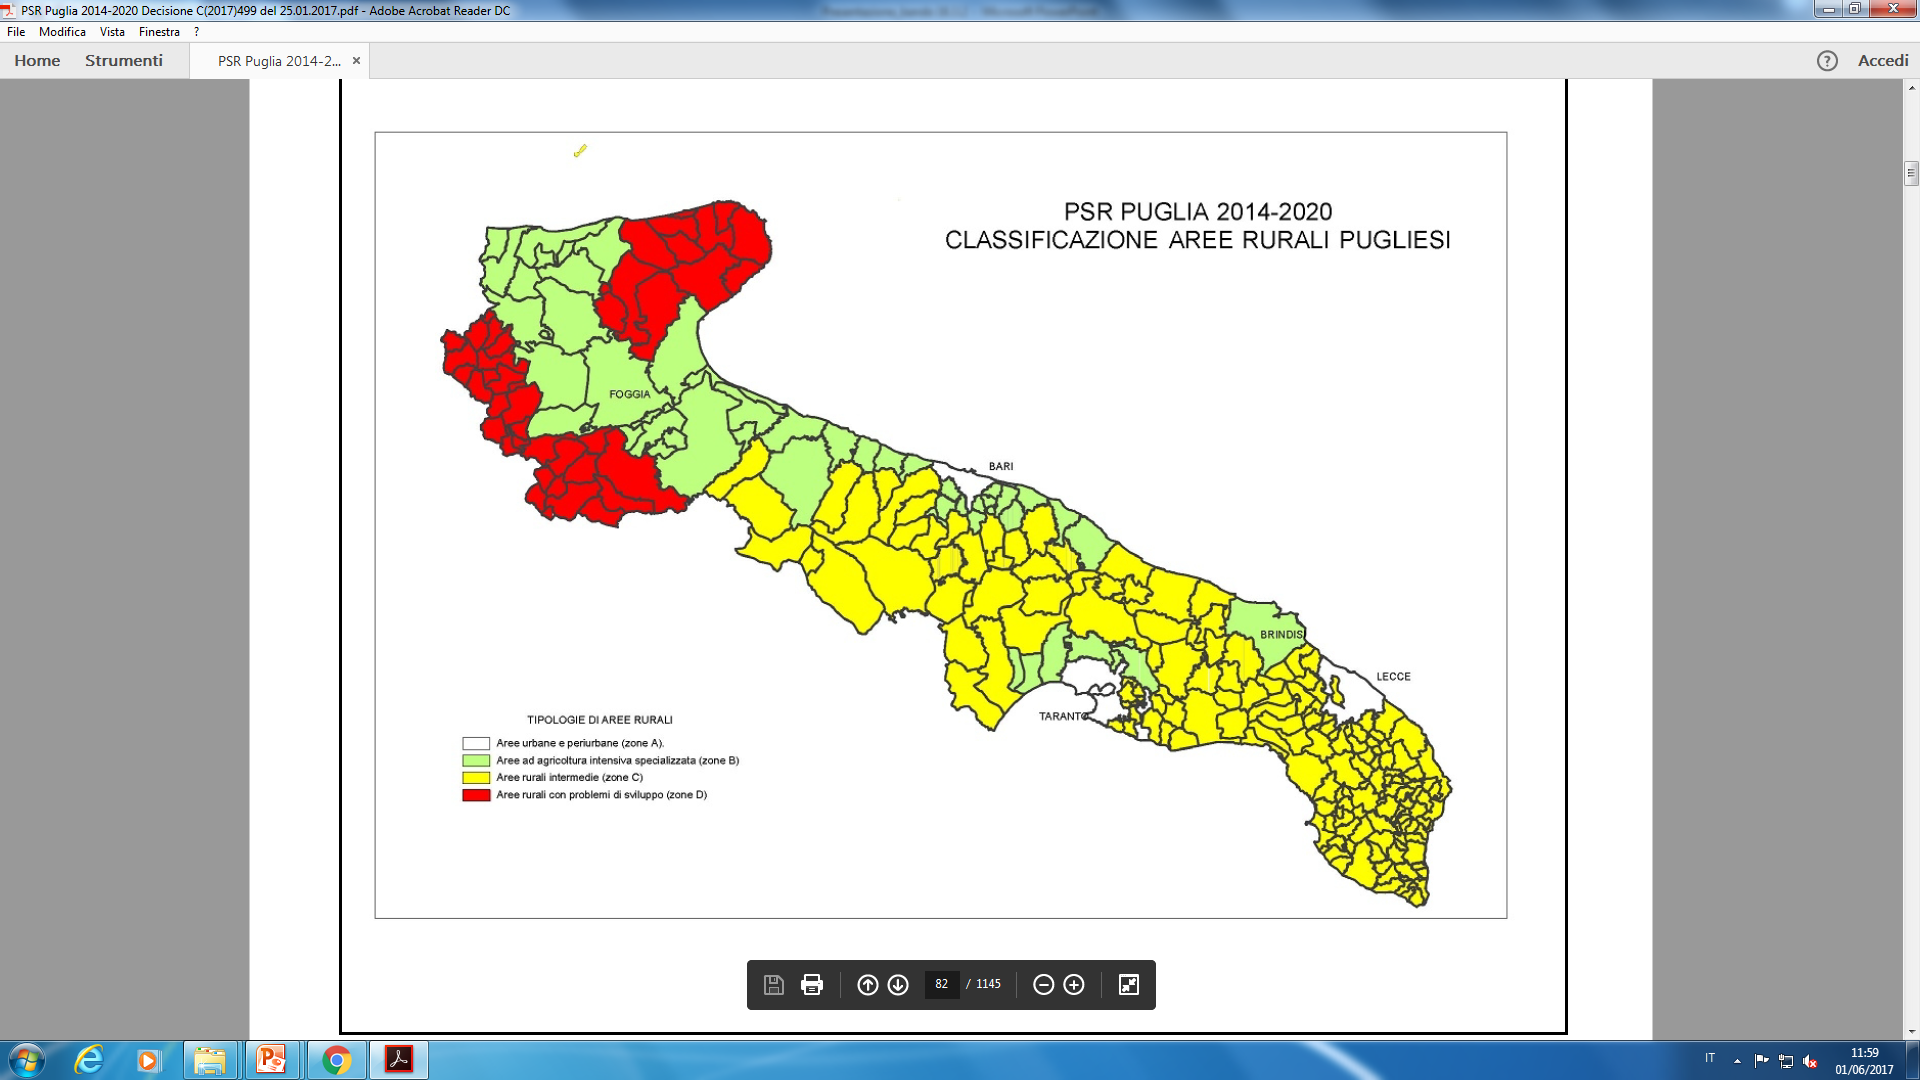 PSR Puglia 2014-2020 Decisione C(2017)499 del 25.01.2017.pdf - Adobe Acrobat Reader DC
File Modifica Vista Finestra ?
Home Strumenti PSR Puglia 2014-2... × ? Accedi
PSR PUGLIA 2014-2020
CLASSIFICAZIONE AREE RURALI PUGLIESI
FOGGIA
BARI
BRINDIS
LECCE
TARANTO
TIPOLOGIE DI AREE RURALI
Aree urbane e periurbane (zone A).
Aree ad agricoltura intensiva specializzata (zone B)
Aree rurali intermedie (zone C)
Aree rurali con problemi di sviluppo (zone D)
82 / 1145
IT
11:59
01/06/2017